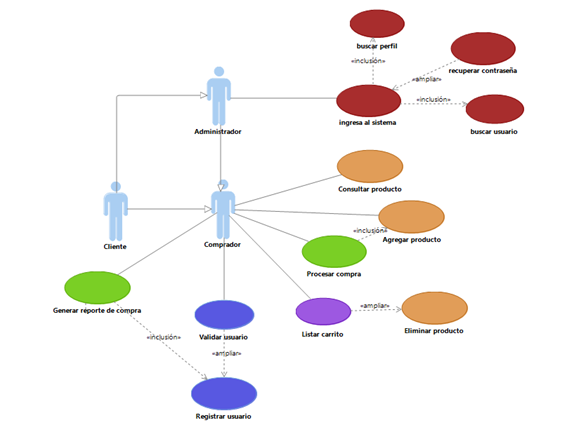 buscar perfil
«inclusión»
recuperar contraseña
«ampliar»
«inclusión»
ingresa al sistema
buscar usuario
Administrador
Consultar producto
Cliente
Comprador
«inclusión»
Agregar producto
Procesar compra
Generar reporte de compra
«inclusión»
Validar usuario
«ampliar»
Listar carrito
«ampliar»
Eliminar producto
Registrar usuario